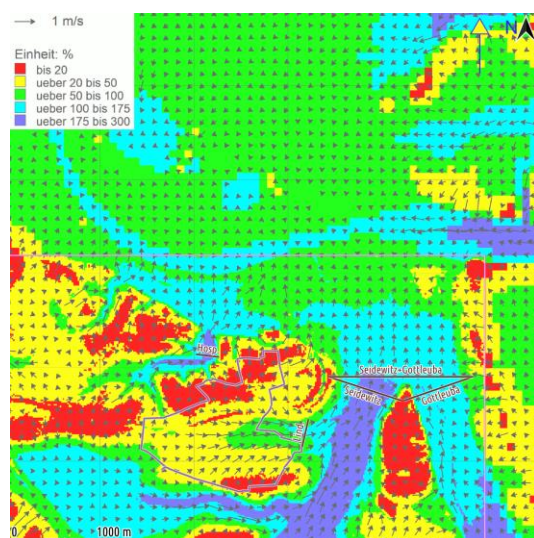 1 m/s
N
Einheit: %
bis 20
ueber 20 bis 50
ueber 50 bis 100
ueber 100 bis 175
ueber 175 bis 300
Hosp.
Seidewitz-Gottleuba
Seidewitz
Gottleuba
Lindi
1000 m